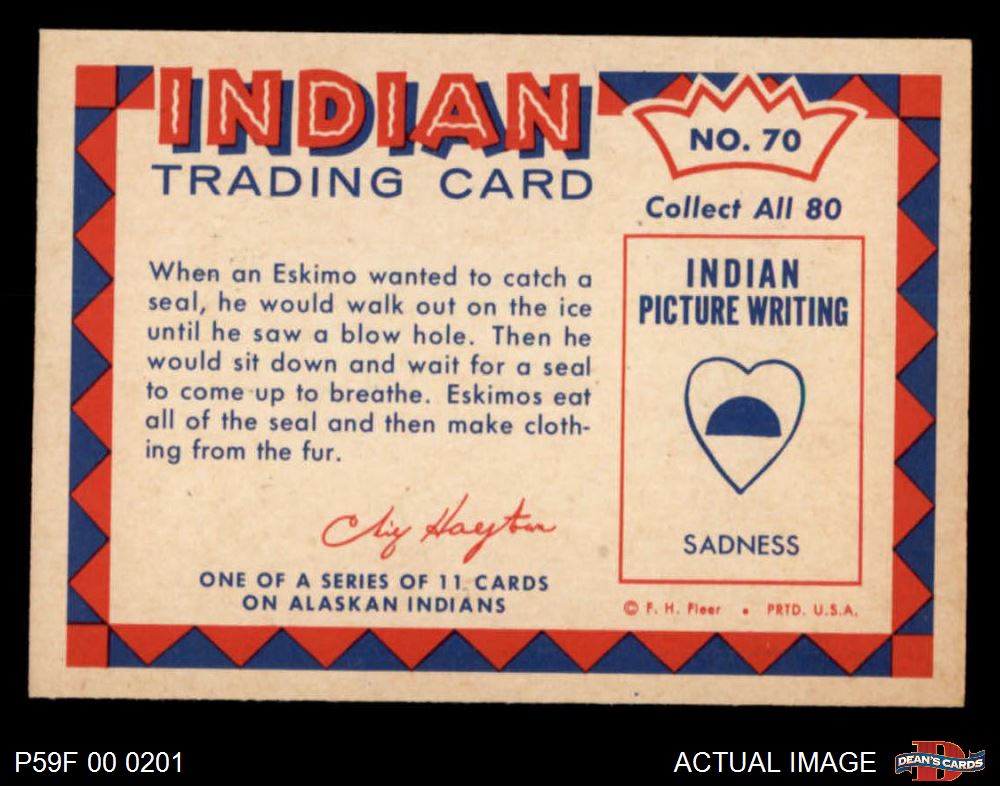 INDIAN
TRADING CARD
NO. 70
Collect All 80
When an Eskimo wanted to catch a
seal, he would walk out on the ice
until he saw a blow hole. Then he
would sit down and wait for a seal
to come up to breathe. Eskimos eat
all of the seal and then make cloth-
ing from the fur.
INDIAN
PICTURE WRITING
SADNESS
ONE OF A SERIES OF 11 CARDS
ON ALASKAN INDIANS
© F. H. Fleer • PRTD. U.S.A.
P59F 00 0201
ACTUAL IMAGE
DEAN'S CARDS